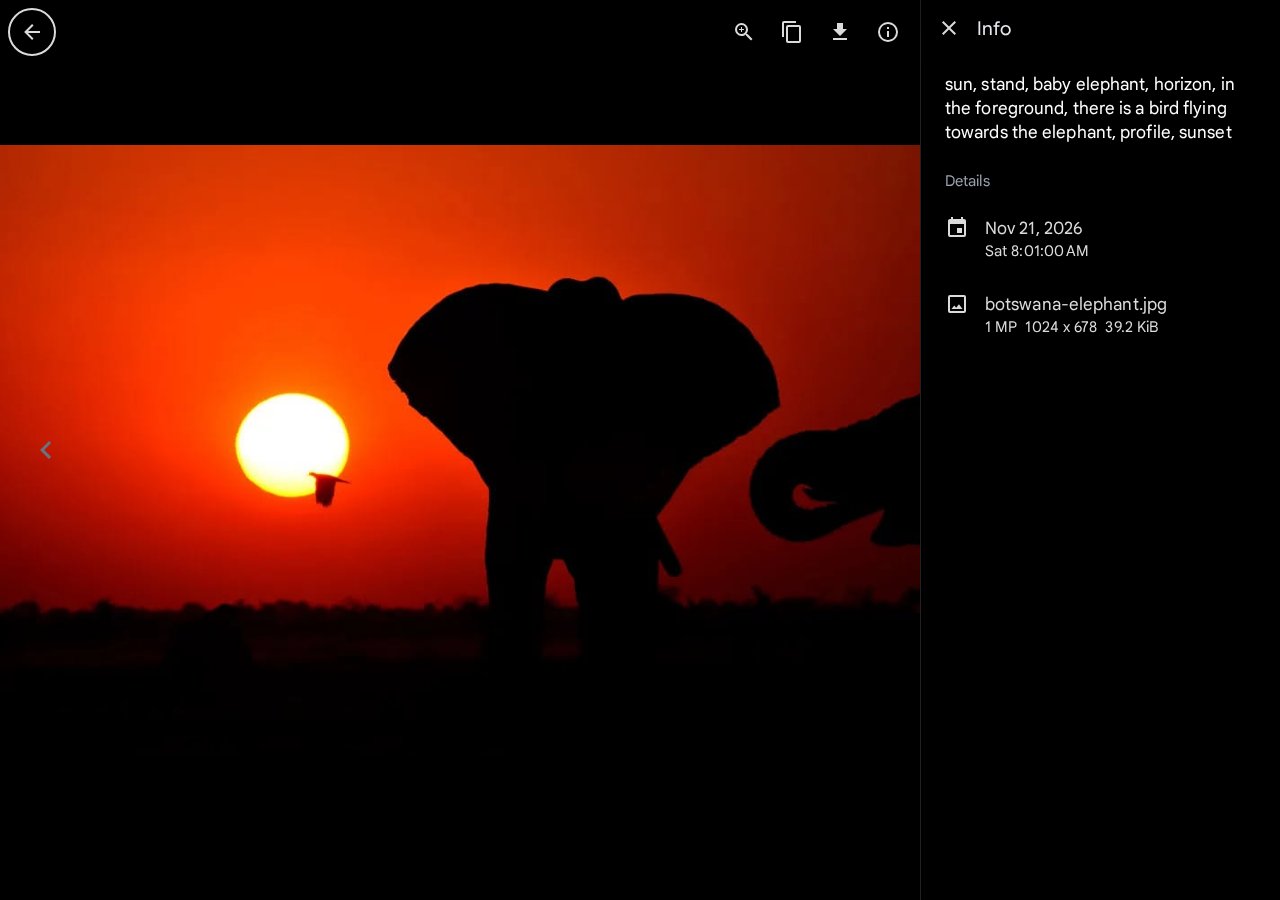 Info
sun, stand, baby elephant, horizon, in
the foreground, there is a bird flying
towards the elephant, profile, sunset
Details
Nov 21, 2026
Sat 8:01:00 AM
botswana-elephant.jpg
1 MP 1024 x 678 39.2 KiB